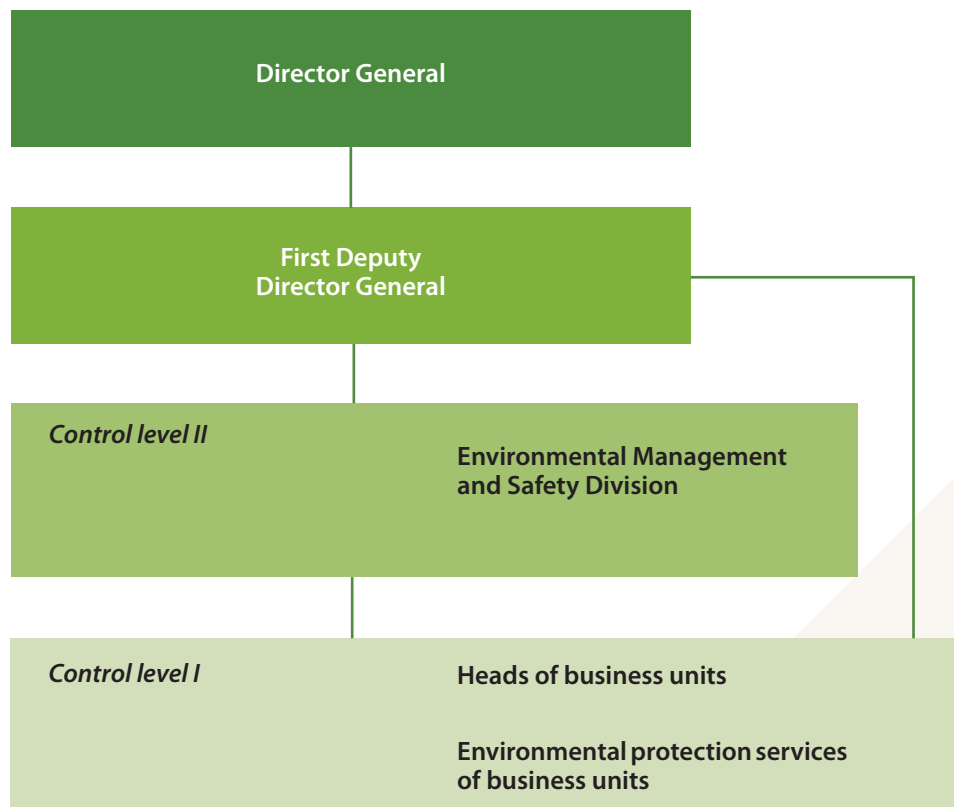 Director General
First Deputy
Director General
Control level II
Environmental Management
and Safety Division
Control level I
Heads of business units
Environmental protection services
of business units